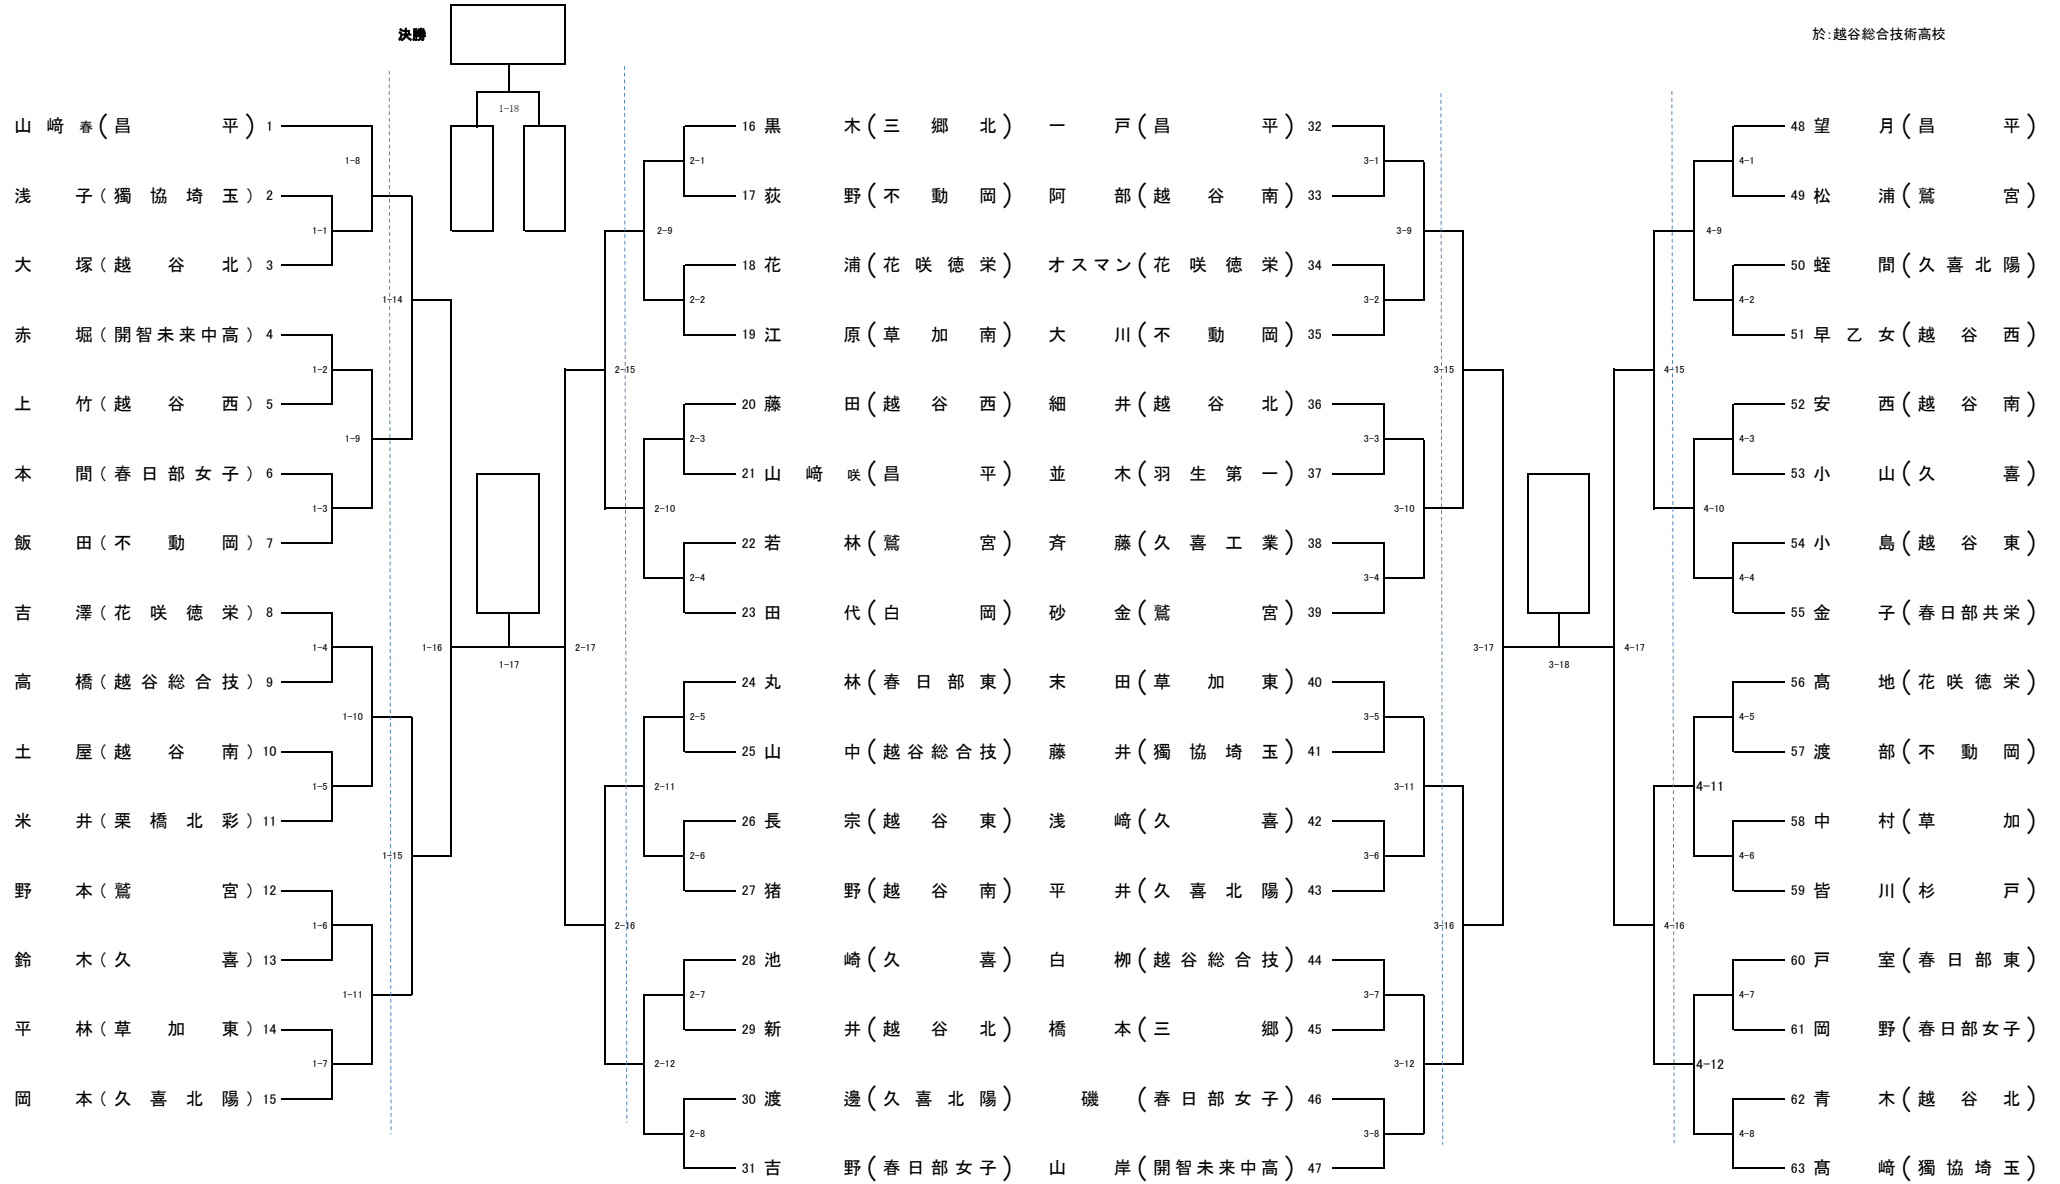 決勝
於:越谷総合技術高校
1-18
山﨑春(昌平) 1
浅子(獨協埼玉) 2
大塚(越谷北) 3
赤堀(開智未来中高) 4
上竹(越谷西) 5
本間(春日部女子) 6
飯田(不動岡) 7
吉澤(花咲徳栄) 8
高橋(越谷総合技) 9
土屋(越谷南) 10
米井(栗橋北彩) 11
野本(鷲宮) 12
鈴木(久喜) 13
平林(草加東) 14
岡本(久喜北陽) 15
1-8
1-1
1-14
1-2
1-9
1-3
1-4
1-16
1-10
1-5
1-15
1-6
1-11
1-7
1-17
16 黒木(三郷北)
17 荻野(不動岡)
18 花浦(花咲徳栄)
19 江原(草加南)
20 藤田(越谷西)
21 山﨑咲(昌平)
22 若林(鷲宮)
23 田代(白岡)
24 丸林(春日部東)
25 山中(越谷総合技)
26 長宗(越谷東)
27 猪野(越谷南)
28 池崎(久喜)
29 新井(越谷北)
30 渡邊(久喜北陽)
31 吉野(春日部女子)
2-1
2-9
2-2
2-15
2-3
2-10
2-4
2-17
2-5
2-11
2-6
2-16
2-7
2-12
2-8
一戸(昌平) 32
阿部(越谷南) 33
オスマン(花咲徳栄) 34
大川(不動岡) 35
細井(越谷北) 36
並木(羽生第一) 37
斉藤(久喜工業) 38
砂金(鷲宮) 39
末田(草加東) 40
藤井(獨協埼玉) 41
浅﨑(久喜) 42
平井(久喜北陽) 43
白栁(越谷総合技) 44
橋本(三郷) 45
磯(春日部女子) 46
山岸(開智未来中高) 47
3-1
3-9
3-2
3-15
3-3
3-10
3-4
3-17
3-5
3-11
3-6
3-16
3-7
3-12
3-8
3-18
48 望月(昌平)
49 松浦(鷲宮)
50 蛭間(久喜北陽)
51 早乙女(越谷西)
52 安西(越谷南)
53 小山(久喜)
54 小島(越谷東)
55 金子(春日部共栄)
56 髙地(花咲徳栄)
57 渡部(不動岡)
58 中村(草加)
59 皆川(杉戸)
60 戸室(春日部東)
61 岡野(春日部女子)
62 青木(越谷北)
63 髙﨑(獨協埼玉)
4-1
4-9
4-2
4-15
4-3
4-10
4-4
4-17
4-5
4-11
4-6
4-16
4-7
4-12
4-8